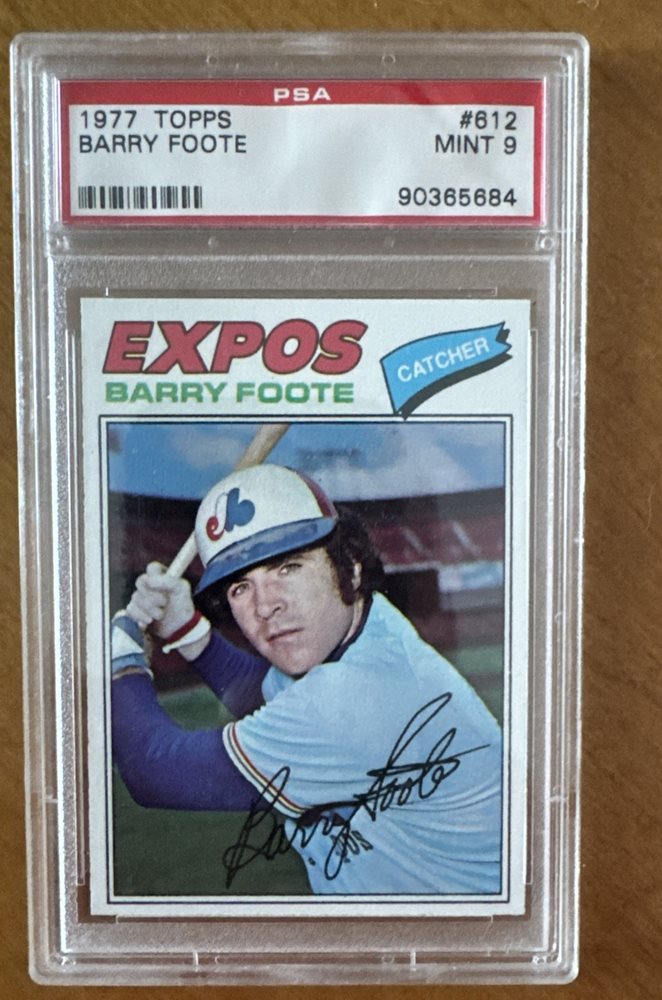 PSA
1977 TOPPS #612
BARRY FOOTE MINT 9
90365684
EXPOS
BARRY FOOTE
CATCHER
Barry Foote